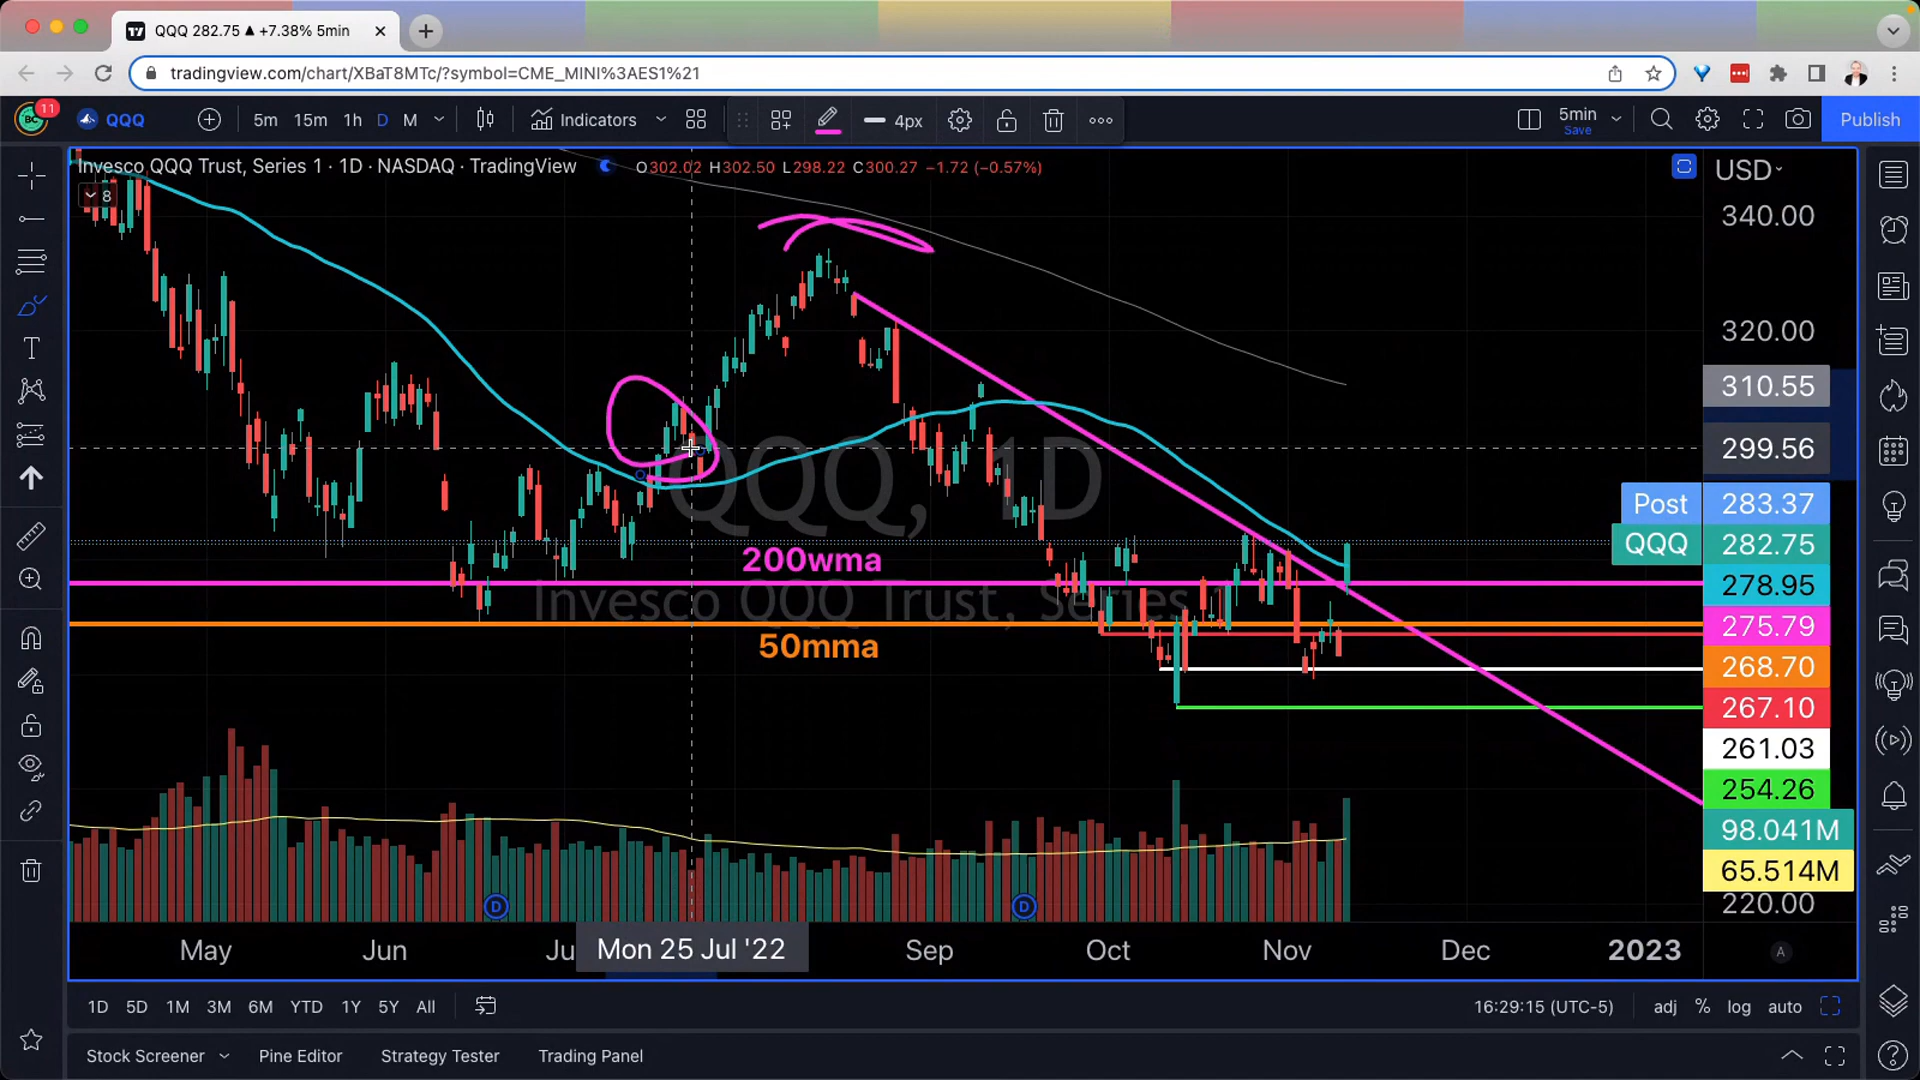 QQQ 282.75 ▲ +7.38% 5min
tradingview.com/chart/XBaT8MTc/?symbol=CME_MINI%3AES1%21
11
BC
QQQ
5m 15m 1h D M
Indicators
4px
5min
Save
Publish
Invesco QQQ Trust, Series 1 · 1D · NASDAQ · TradingView
O302.02 H302.50 L298.22 C300.27 −1.72 (−0.57%)
8
USD
340.00
320.00
310.55
299.56
Post 283.37
QQQ 282.75
278.95
275.79
268.70
267.10
261.03
254.26
98.041M
65.514M
220.00
QQQ, 1D
Invesco QQQ Trust, Series 1
200wma
50mma
D
D
May Jun Ju Mon 25 Jul '22 Sep Oct Nov Dec 2023
A
1D 5D 1M 3M 6M YTD 1Y 5Y All
16:29:15 (UTC-5) adj % log auto
Stock Screener Pine Editor Strategy Tester Trading Panel